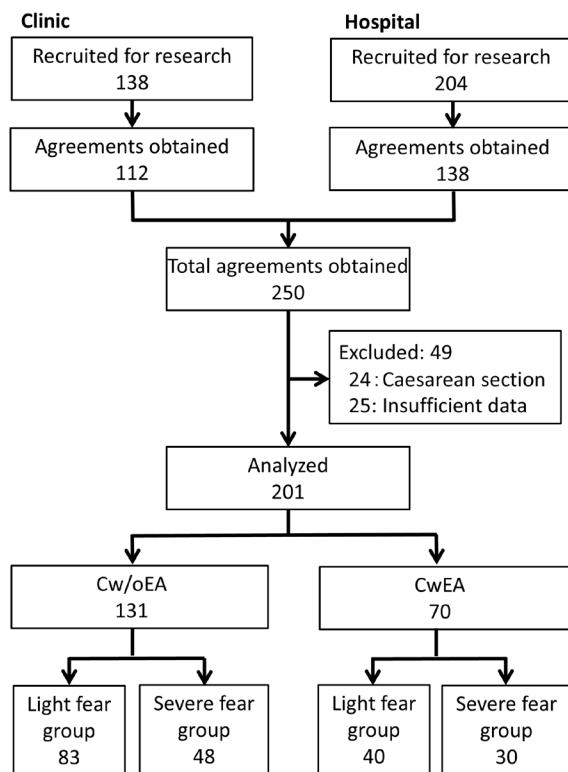 Clinic
Hospital
Recruited for research
138
Recruited for research
204
Agreements obtained
112
Agreements obtained
138
Total agreements obtained
250
Excluded: 49
24: Caesarean section
25: Insufficient data
Analyzed
201
Cw/oEA
131
CwEA
70
Light fear
group
83
Severe fear
group
48
Light fear
group
40
Severe fear
group
30